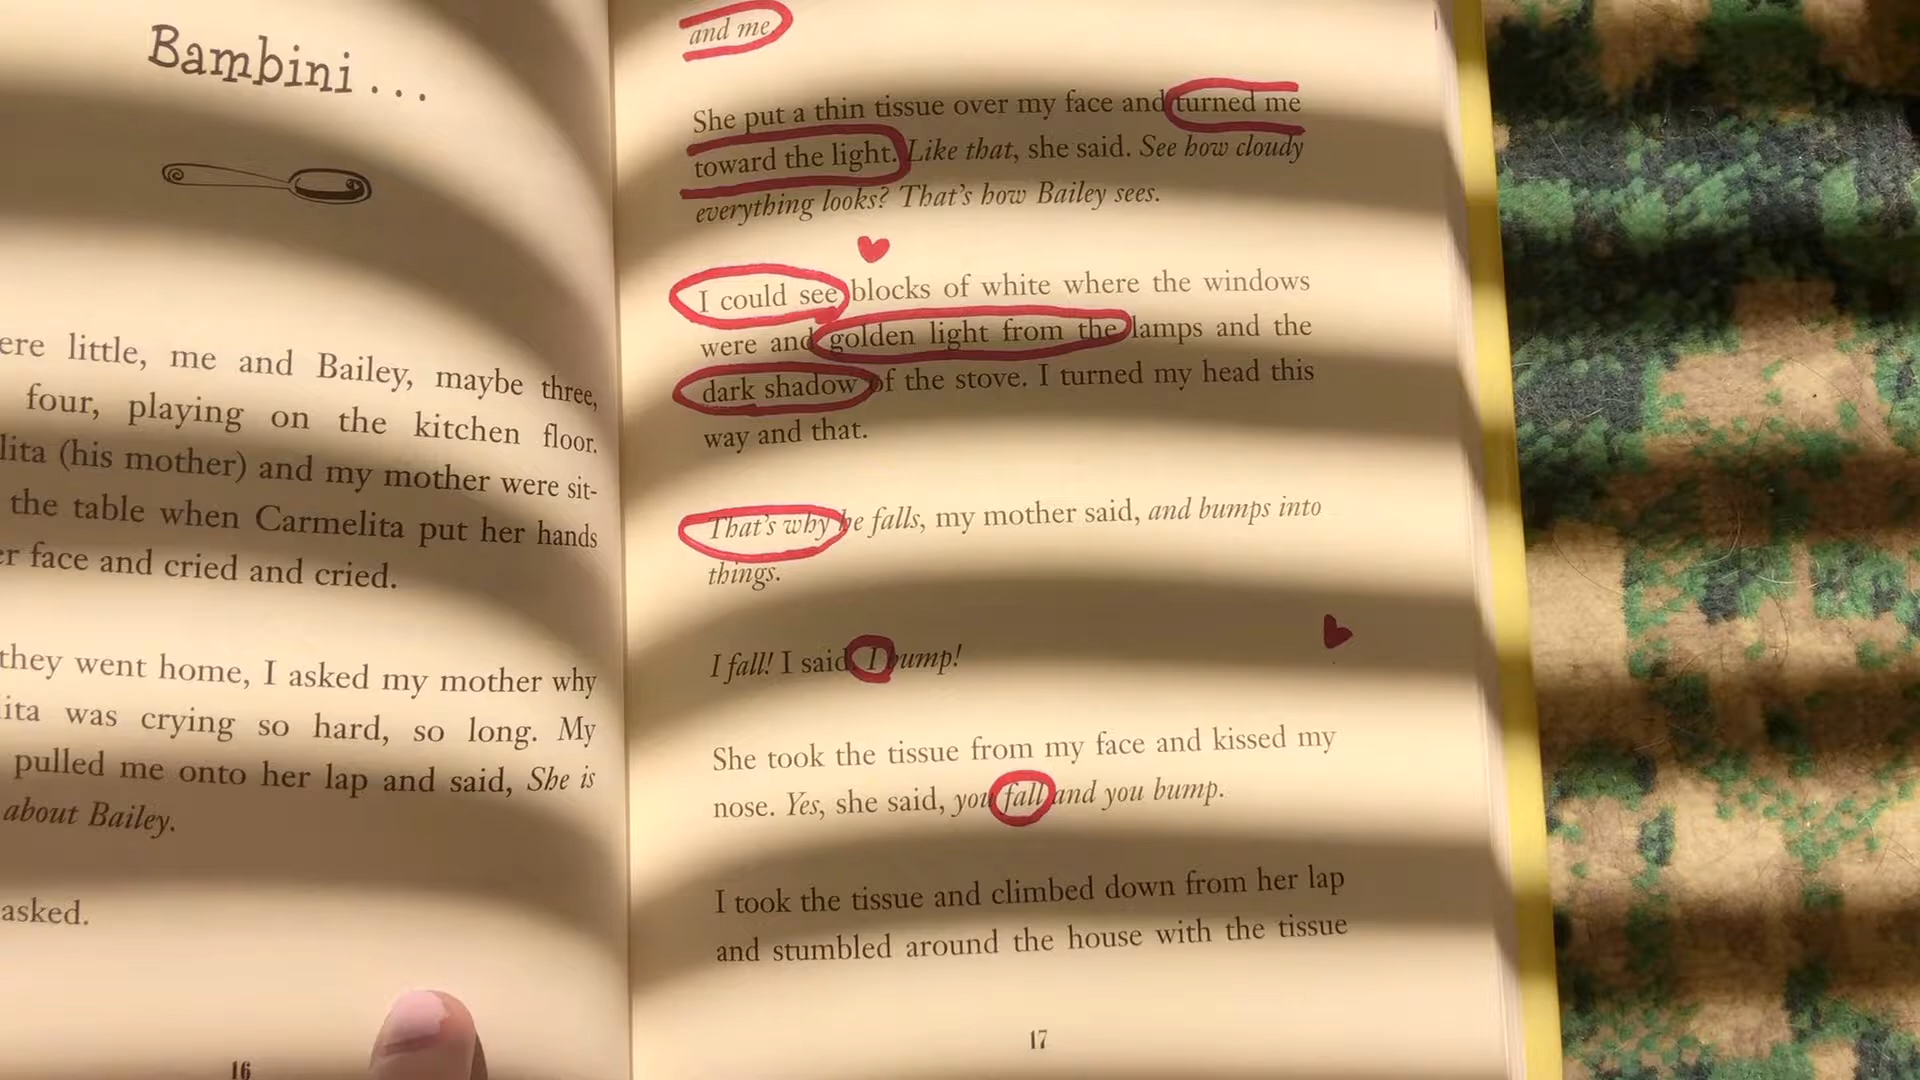 Bambini . . .
little, me and Bailey, maybe three,
four, playing on the kitchen floor.
(his mother) and my mother were sit-
the table when Carmelita put her hands
face and cried and cried.
they went home, I asked my mother why
was crying so hard, so long. My
pulled me onto her lap and said, She is
about Bailey.
asked.
16
and me.
She put a thin tissue over my face and turned me
toward the light. Like that, she said. See how cloudy
everything looks? That's how Bailey sees.
I could see blocks of white where the windows
were and golden light from the lamps and the
dark shadow of the stove. I turned my head this
way and that.
That's why he falls, my mother said, and bumps into
things.
I fall! I said. I bump!
She took the tissue from my face and kissed my
nose. Yes, she said, you fall and you bump.
I took the tissue and climbed down from her lap
and stumbled around the house with the tissue
17